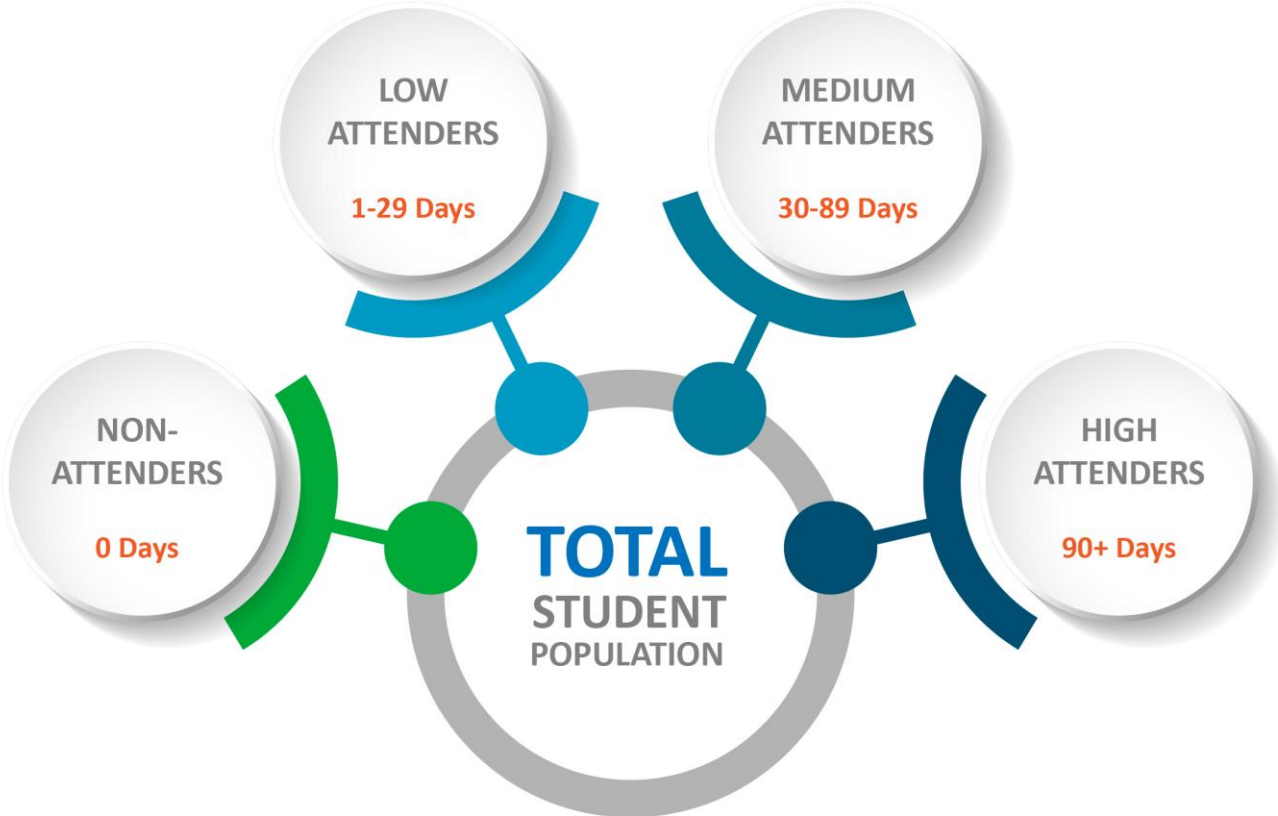 LOW
ATTENDERS
1-29 Days
MEDIUM
ATTENDERS
30-89 Days
NON-
ATTENDERS
0 Days
HIGH
ATTENDERS
90+ Days
TOTAL
STUDENT
POPULATION